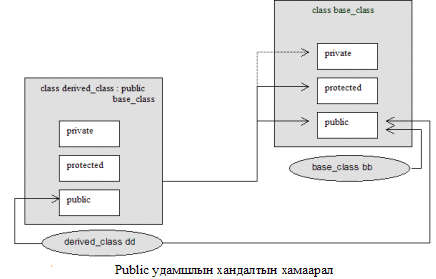 class base_class
private
protected
public
base_class bb
class derived_class : public
base_class
private
protected
public
derived_class dd
Public удамшлын хандалтын хамаарал